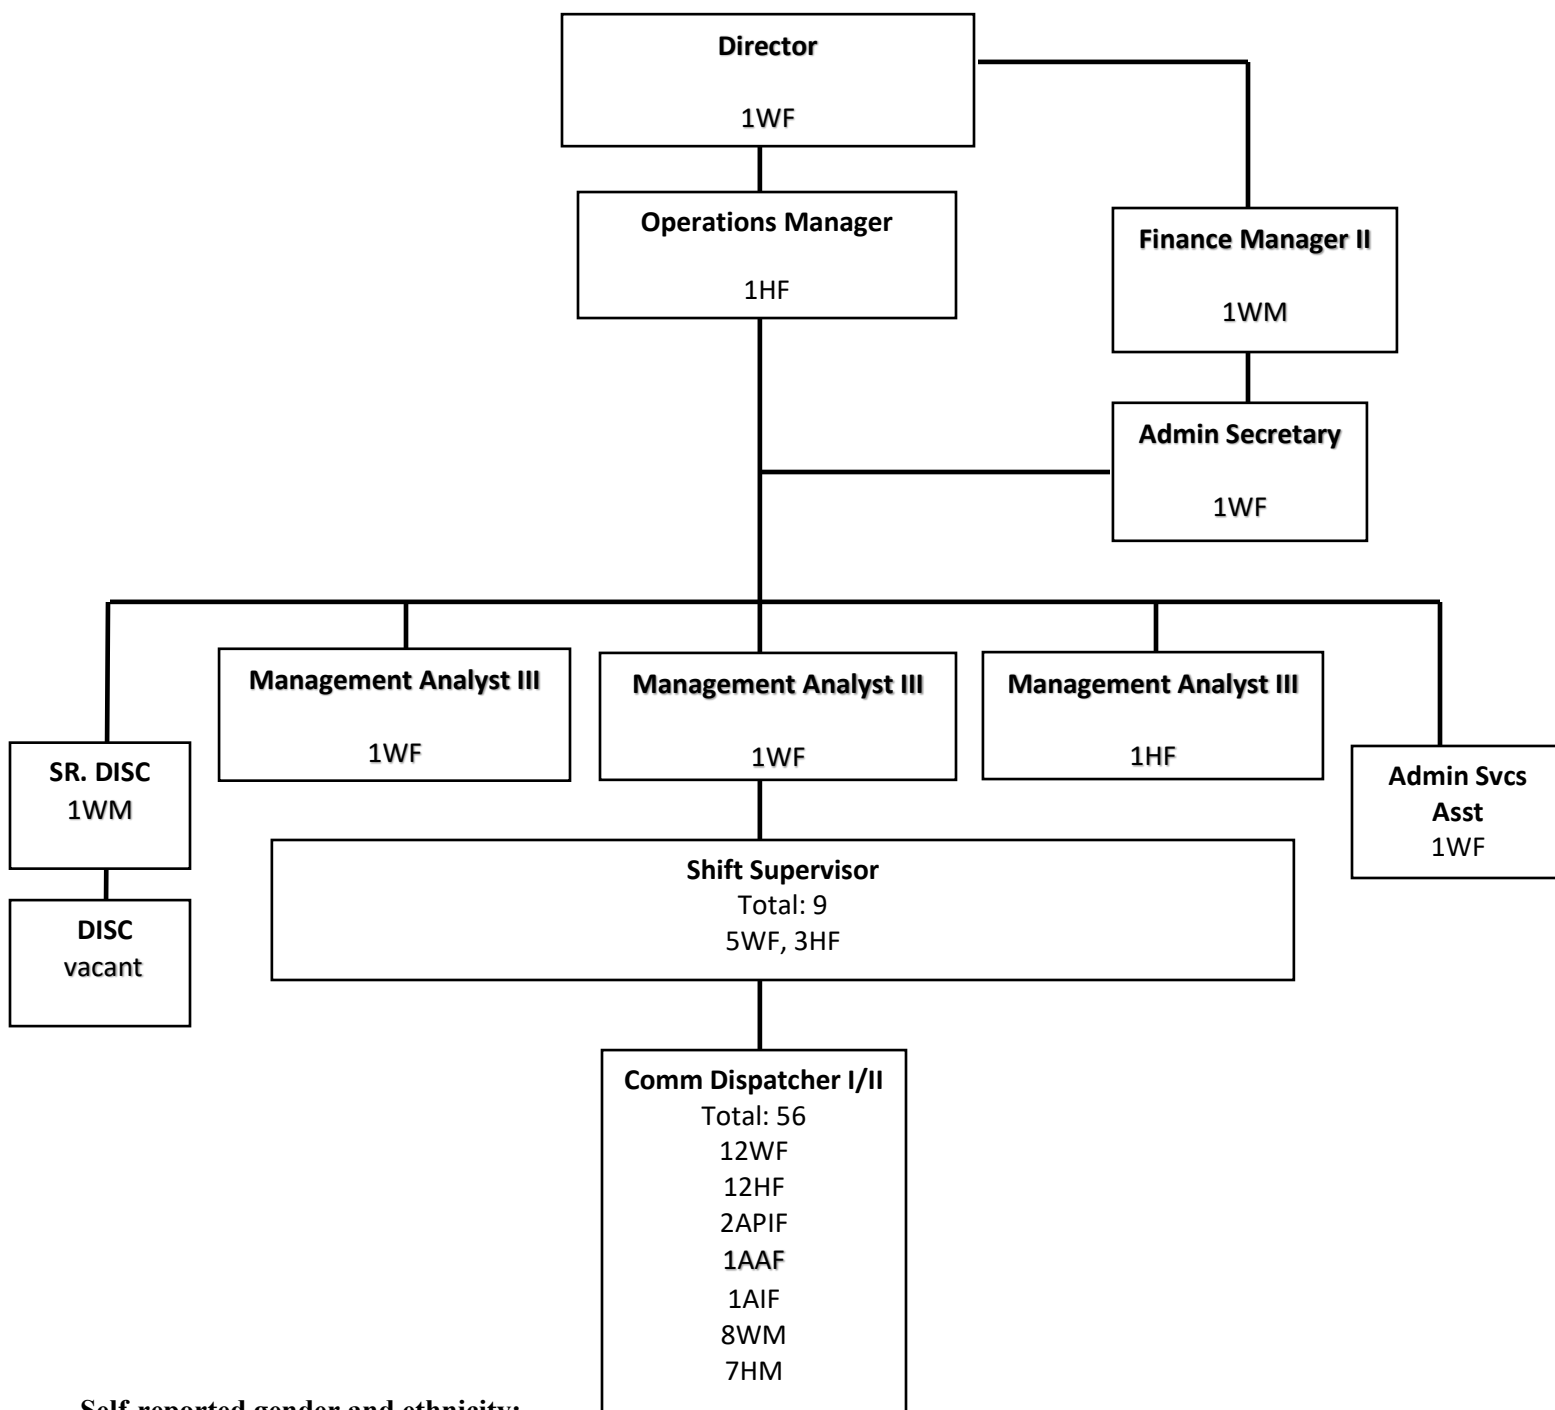 Director
1WF
Operations Manager
1HF
Finance Manager II
1WM
Admin Secretary
1WF
Management Analyst III
1WF
Management Analyst III
1WF
Management Analyst III
1HF
SR. DISC
1WM
Admin Svcs
Asst
1WF
DISC
vacant
Shift Supervisor
Total: 9
5WF, 3HF
Comm Dispatcher I/II
Total: 56
12WF
12HF
2APIF
1AAF
1AIF
8WM
7HM
Self-reported gender and ethnicity: